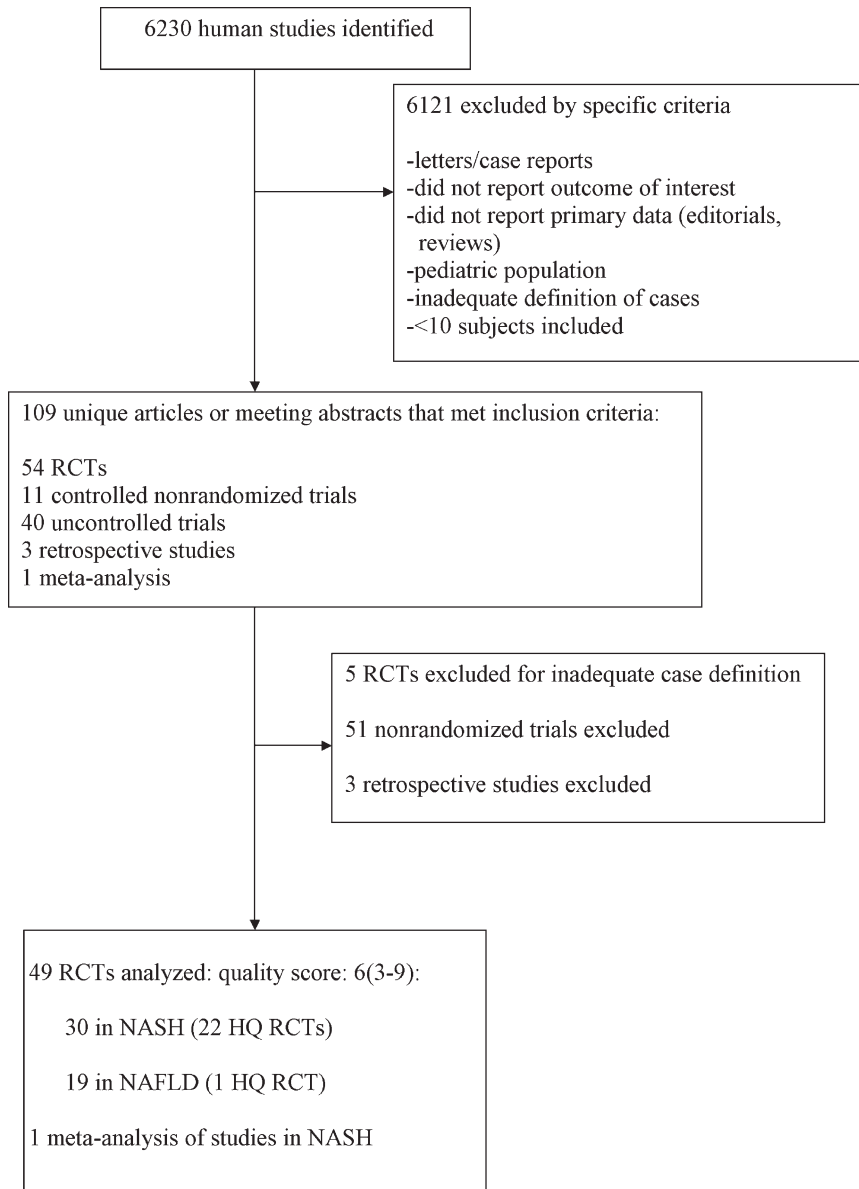 6230 human studies identified
6121 excluded by specific criteria
-letters/case reports
-did not report outcome of interest
-did not report primary data (editorials,
reviews)
-pediatric population
-inadequate definition of cases
-<10 subjects included
109 unique articles or meeting abstracts that met inclusion criteria:
54 RCTs
11 controlled nonrandomized trials
40 uncontrolled trials
3 retrospective studies
1 meta-analysis
5 RCTs excluded for inadequate case definition
51 nonrandomized trials excluded
3 retrospective studies excluded
49 RCTs analyzed: quality score: 6(3-9):
30 in NASH (22 HQ RCTs)
19 in NAFLD (1 HQ RCT)
1 meta-analysis of studies in NASH